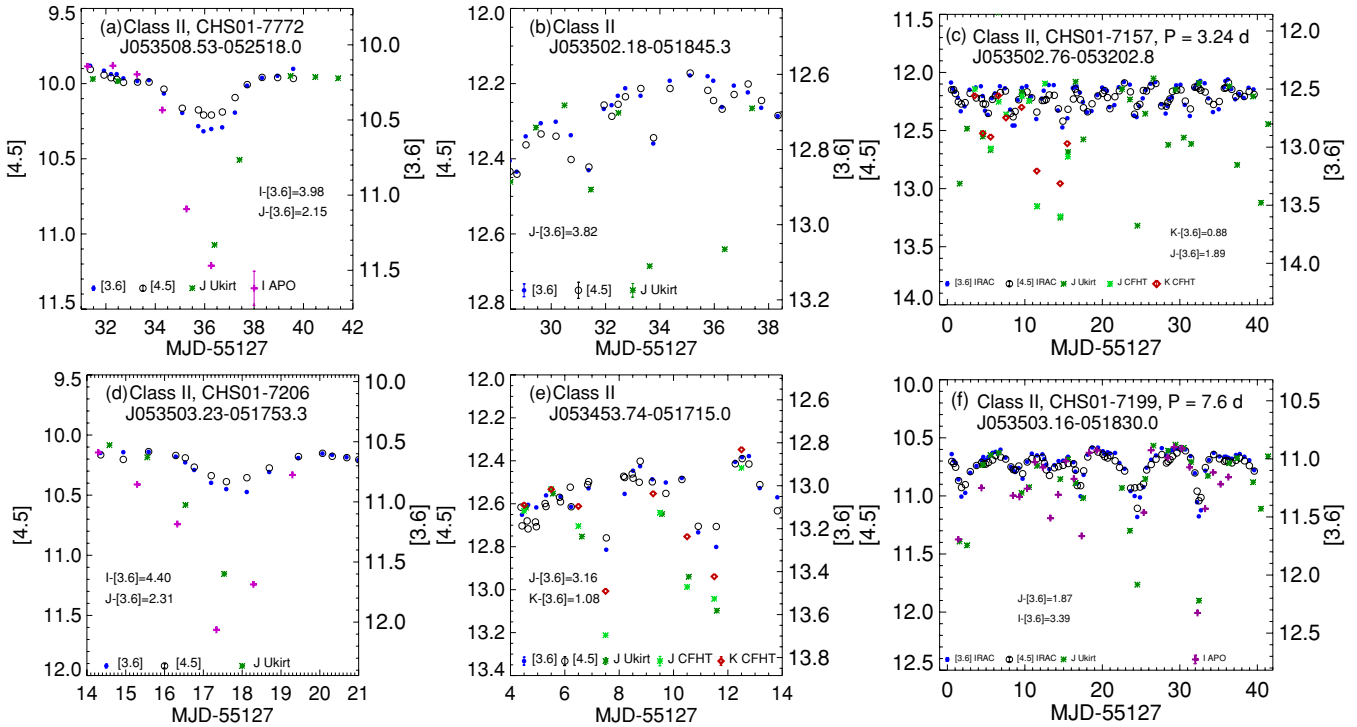 (a) Class II, CHS01-7772
J053508.53-052518.0
9.5
10.0
10.5
11.0
11.5
[4.5]
10.0
10.5
11.0
11.5
[3.6]
I-[3.6]=3.98
J-[3.6]=2.15
[3.6] [4.5] J Ukirt I APO
32 34 36 38 40 42
MJD-55127
(b) Class II
J053502.18-051845.3
12.0
12.2
12.4
12.6
12.8
[4.5]
12.6
12.8
13.0
13.2
[3.6]
J-[3.6]=3.82
[3.6] [4.5] J Ukirt
30 32 34 36 38
MJD-55127
(c) Class II, CHS01-7157, P = 3.24 d
J053502.76-053202.8
11.5
12.0
12.5
13.0
13.5
14.0
[4.5]
12.0
12.5
13.0
13.5
14.0
[3.6]
K-[3.6]=0.88
J-[3.6]=1.89
[3.6] IRAC [4.5] IRAC J Ukirt J CFHT K CFHT
0 10 20 30 40
MJD-55127
(d) Class II, CHS01-7206
J053503.23-051753.3
9.5
10.0
10.5
11.0
11.5
12.0
[4.5]
10.0
10.5
11.0
11.5
12.0
[3.6]
I-[3.6]=4.40
J-[3.6]=2.31
[3.6] [4.5] J Ukirt
14 15 16 17 18 19 20 21
MJD-55127
(e) Class II
J053453.74-051715.0
12.0
12.2
12.4
12.6
12.8
13.0
13.2
13.4
[4.5]
12.6
12.8
13.0
13.2
13.4
13.6
13.8
[3.6]
J-[3.6]=3.16
K-[3.6]=1.08
[3.6] [4.5] J Ukirt J CFHT K CFHT
4 6 8 10 12 14
MJD-55127
(f) Class II, CHS01-7199, P = 7.6 d
J053503.16-051830.0
10.0
10.5
11.0
11.5
12.0
12.5
[4.5]
10.5
11.0
11.5
12.0
12.5
[3.6]
J-[3.6]=1.87
I-[3.6]=3.39
[3.6] IRAC [4.5] IRAC J Ukirt I APO
0 10 20 30 40
MJD-55127